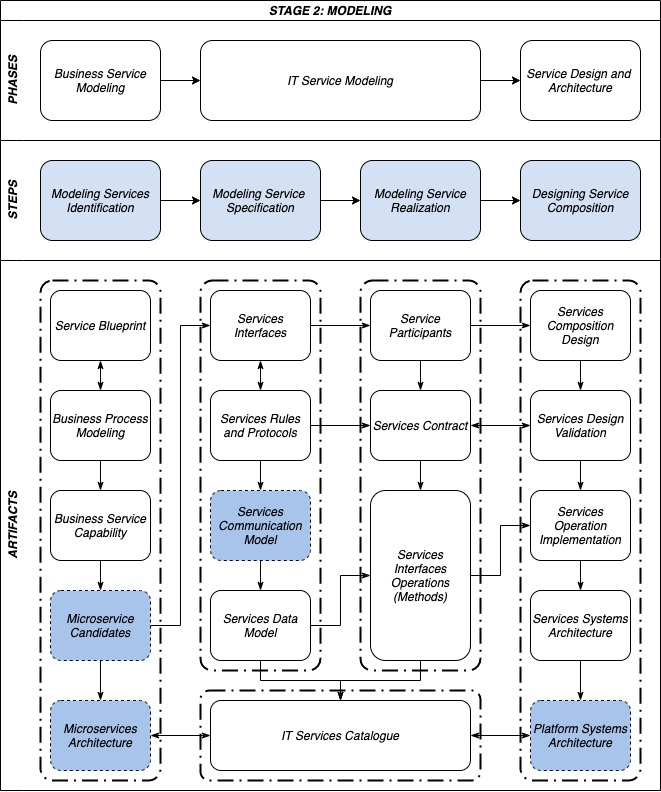 STAGE 2: MODELING
PHASES
Business Service
Modeling
IT Service Modeling
Service Design and
Architecture
STEPS
Modeling Services
Identification
Modeling Service
Specification
Modeling Service
Realization
Designing Service
Composition
ARTIFACTS
Service Blueprint
Business Process
Modeling
Business Service
Capability
Microservice
Candidates
Microservices
Architecture
Services
Interfaces
Services Rules
and Protocols
Services
Communication
Model
Services Data
Model
Service
Participants
Services Contract
Services
Interfaces
Operations
(Methods)
IT Services Catalogue
Services
Composition
Design
Services Design
Validation
Services
Operation
Implementation
Services Systems
Architecture
Platform Systems
Architecture